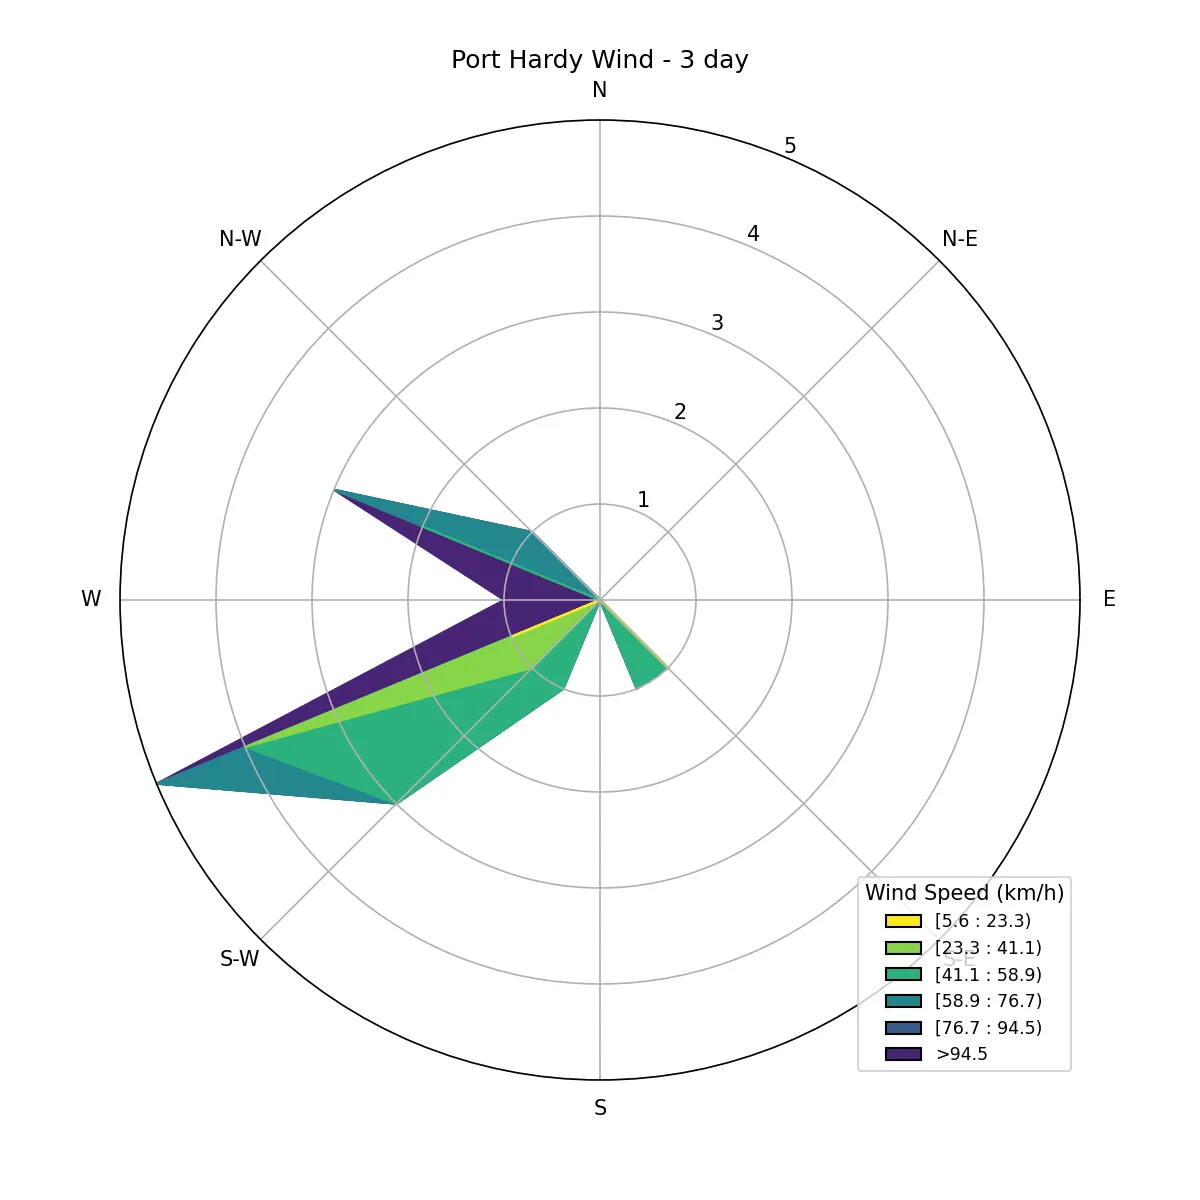 Port Hardy Wind - 3 day
N
5
N-W
4
N-E
3
2
1
W
E
S-W
S-E
Wind Speed (km/h)
[5.6 : 23.3)
[23.3 : 41.1)
[41.1 : 58.9)
[58.9 : 76.7)
[76.7 : 94.5)
>94.5
S